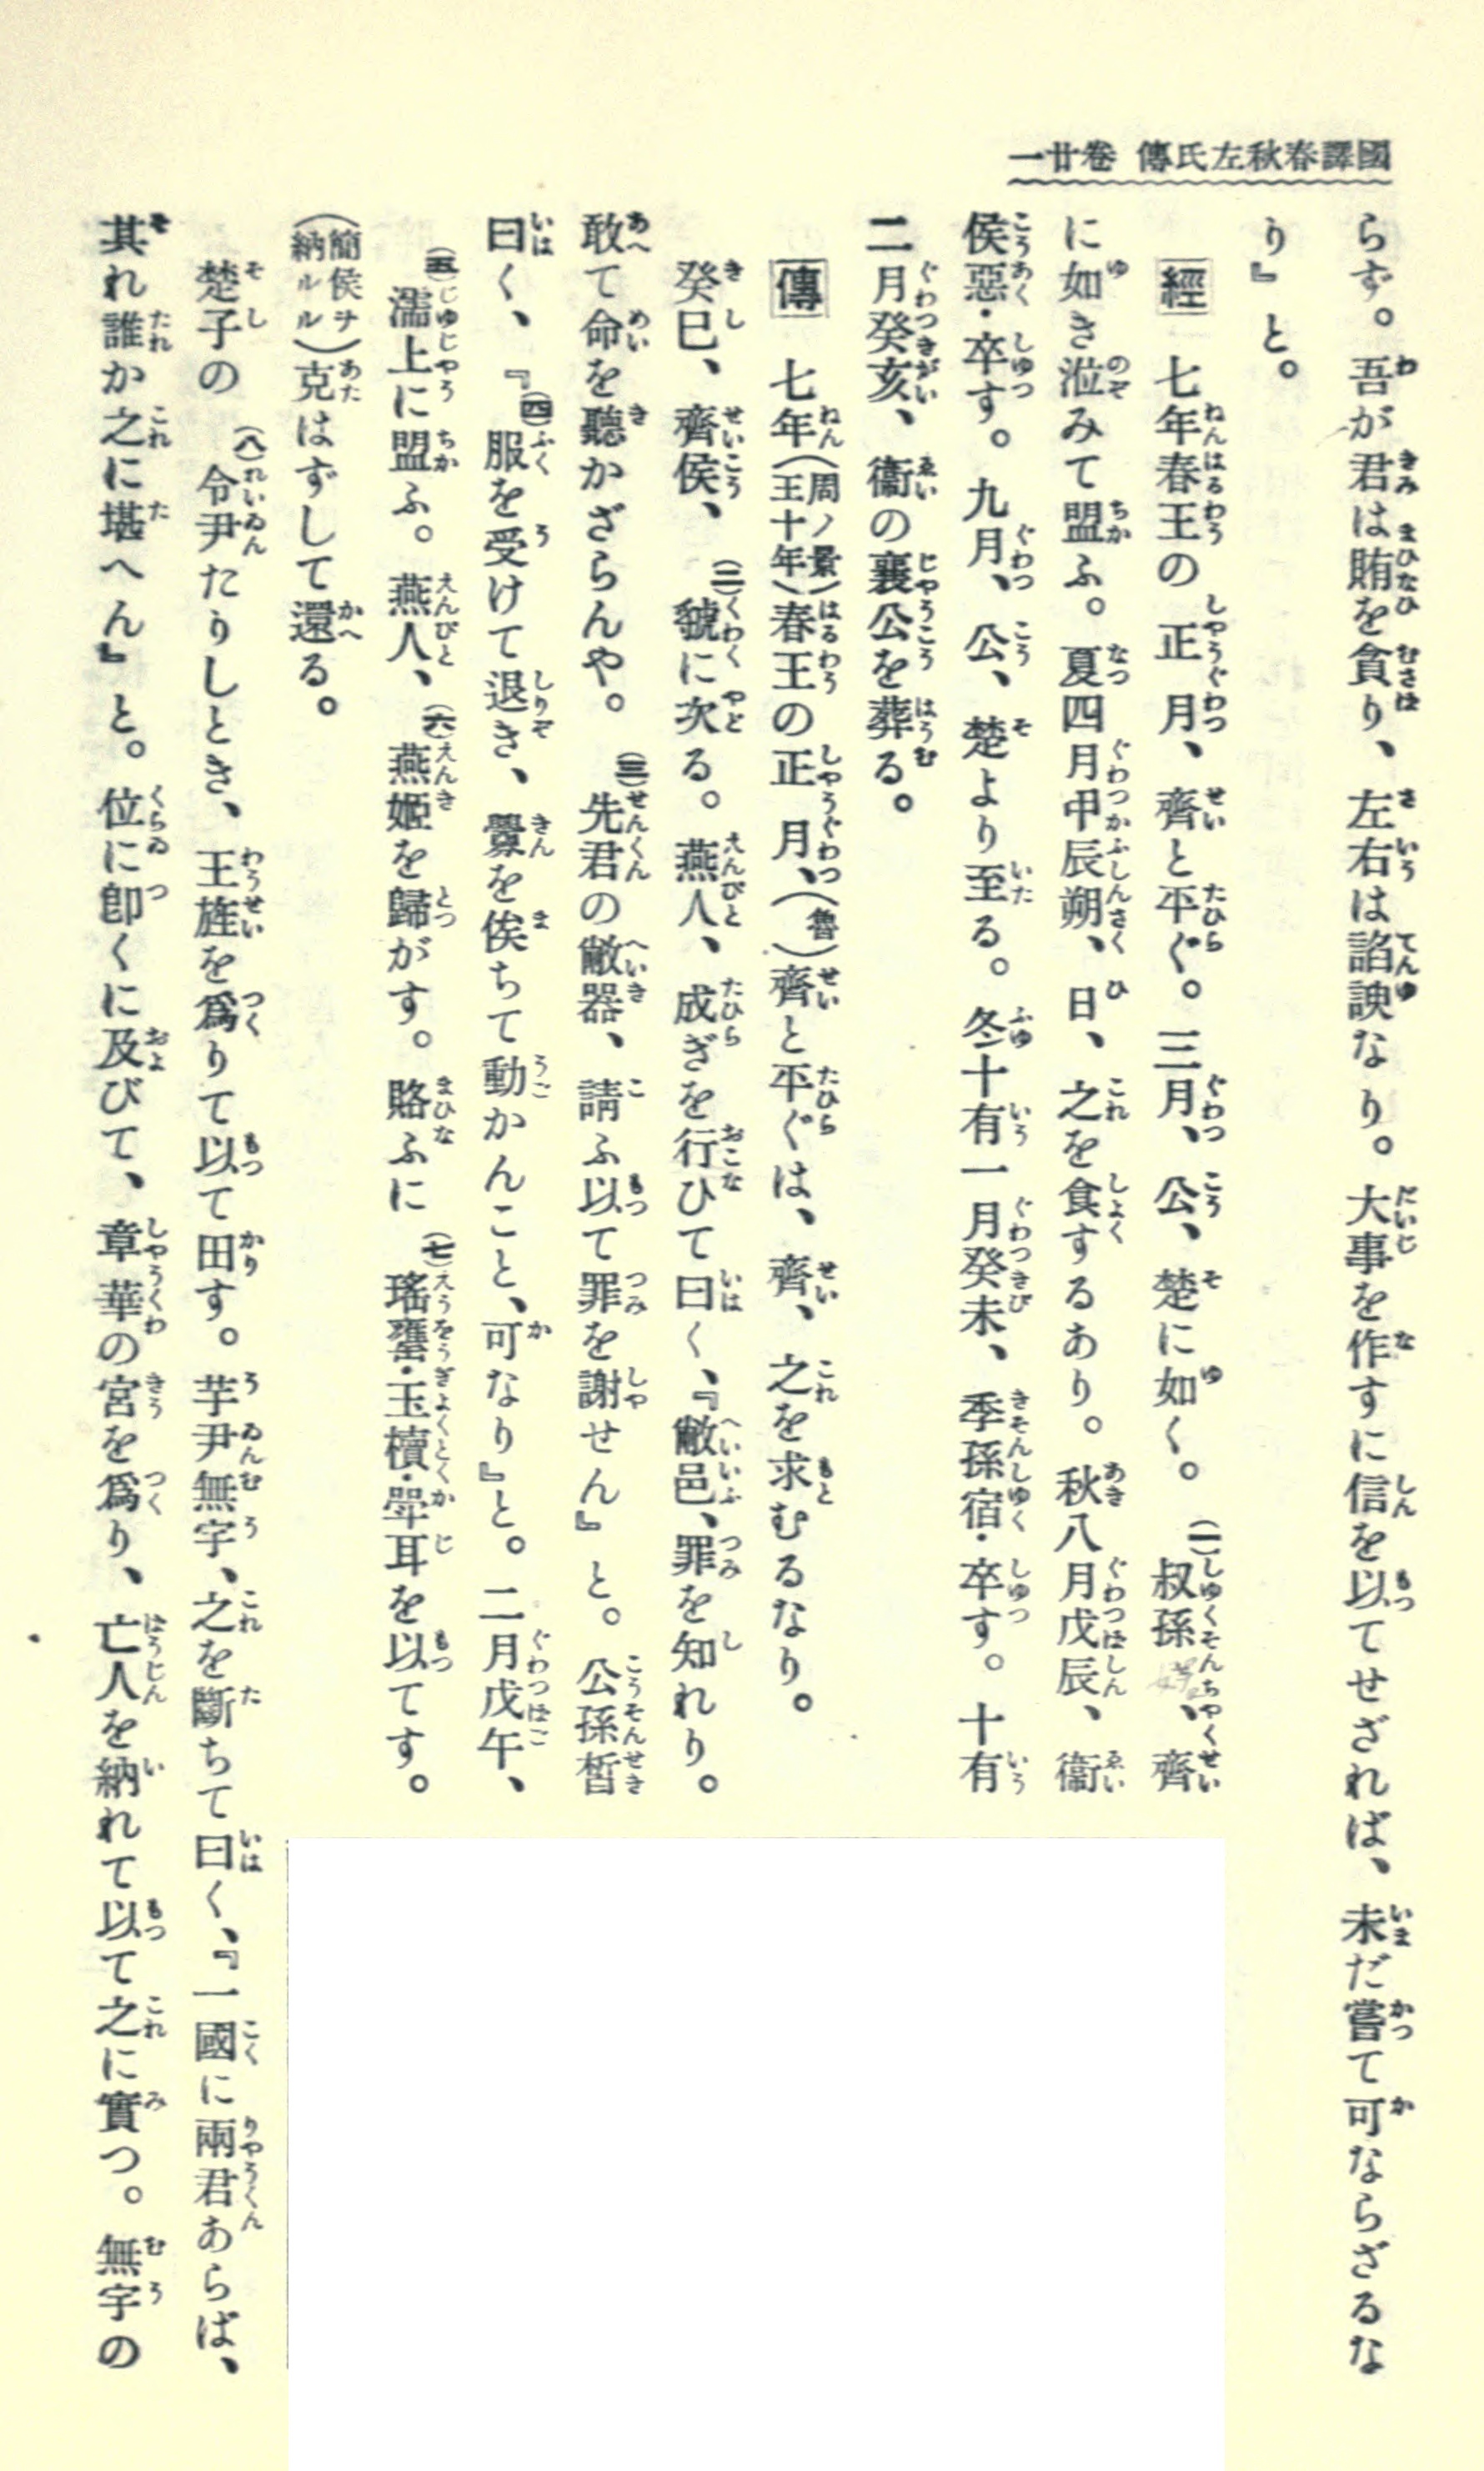 國譯春秋左氏傳 卷廿一
らず。吾が君は賄を貪り、左右は諂諛なり。大事を作すに信を以てせざれば、未だ嘗て可ならざるな
り』と。
經 七年春王の正月、齊と平ぐ。三月、公、楚に如く。(一)叔孫、齊
に如き涖みて盟ふ。夏四月甲辰朔、日、之を食するあり。秋八月戊辰、衞
侯惡・卒す。九月、公、楚より至る。冬十有一月癸未、季孫宿・卒す。十有
二月癸亥、衞の襄公を葬る。
傳 七年(周ノ景王十年)春王の正月、(魯)齊と平ぐは、齊、之を求むるなり。
癸巳、齊侯、(二)虢に次る。燕人、成ぎを行ひて曰く、『敝邑、罪を知れり。
敢て命を聽かざらんや。(三)先君の敝器、請ふ以て罪を謝せん』と。公孫晳
曰く、『(四)服を受けて退き、釁を俟ちて動かんこと、可なり』と。二月戊午、
(五)濡上に盟ふ。燕人、(六)燕姬を歸がす。賂ふに(七)瑤罋・玉櫝・斝耳を以てす。
(簡侯ヲ納ルル)克はずして還る。
楚子の(八)令尹たりしとき、王旌を爲りて以て田す。芋尹無宇、之を斷ちて曰く、『一國に兩君あらば、
其れ誰か之に堪へん』と。位に卽くに及びて、章華の宮を爲り、亡人を納れて以て之に實つ。無宇の